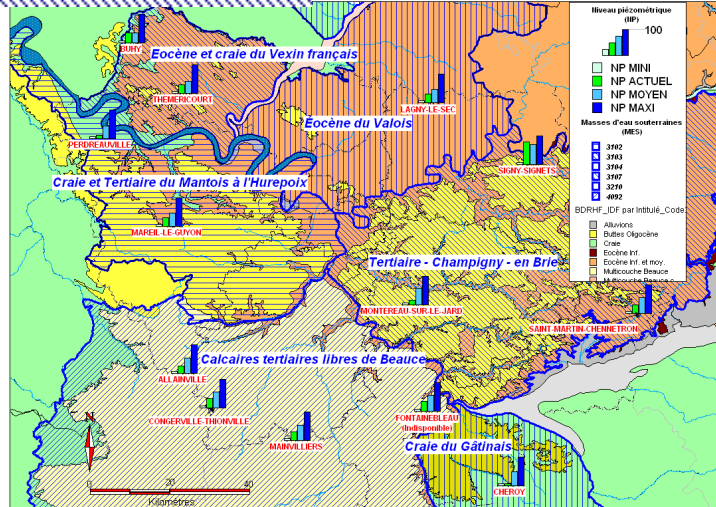 Niveau piézométrique
(NP)
100
NP MINI
NP ACTUEL
NP MOYEN
NP MAXI
Masses d'eau souterraines
(MES)
3102
3103
3104
3107
3210
4092
BDRHF_IDF par Intitulé_Code.
Alluvions
Buttes Oligocène
Craie
Eocène Inf.
Eocène Inf. et moy.
Multicouche Beauce
Multicouche Beauce c
BUHY
Eocène et craie du Vexin français
THEMERICOURT
LAGNY-LE-SEC
Eocène du Valois
PERDREAUVILLE
SIGNY-SIGNETS
Craie et Tertiaire du Mantois à l'Hurepoix
MAREIL-LE-GUYON
Tertiaire - Champigny - en Brie
MONTEREAU-SUR-LE-JARD
SAINT-MARTIN-CHENNETRON
Calcaires tertiaires libres de Beauce
ALLAINVILLE
CONGERVILLE-THIONVILLE
FONTAINEBLEAU
(Indisponible)
MAINVILLIERS
Craie du Gâtinais
CHEROY
N
0 20 40
Kilomètres